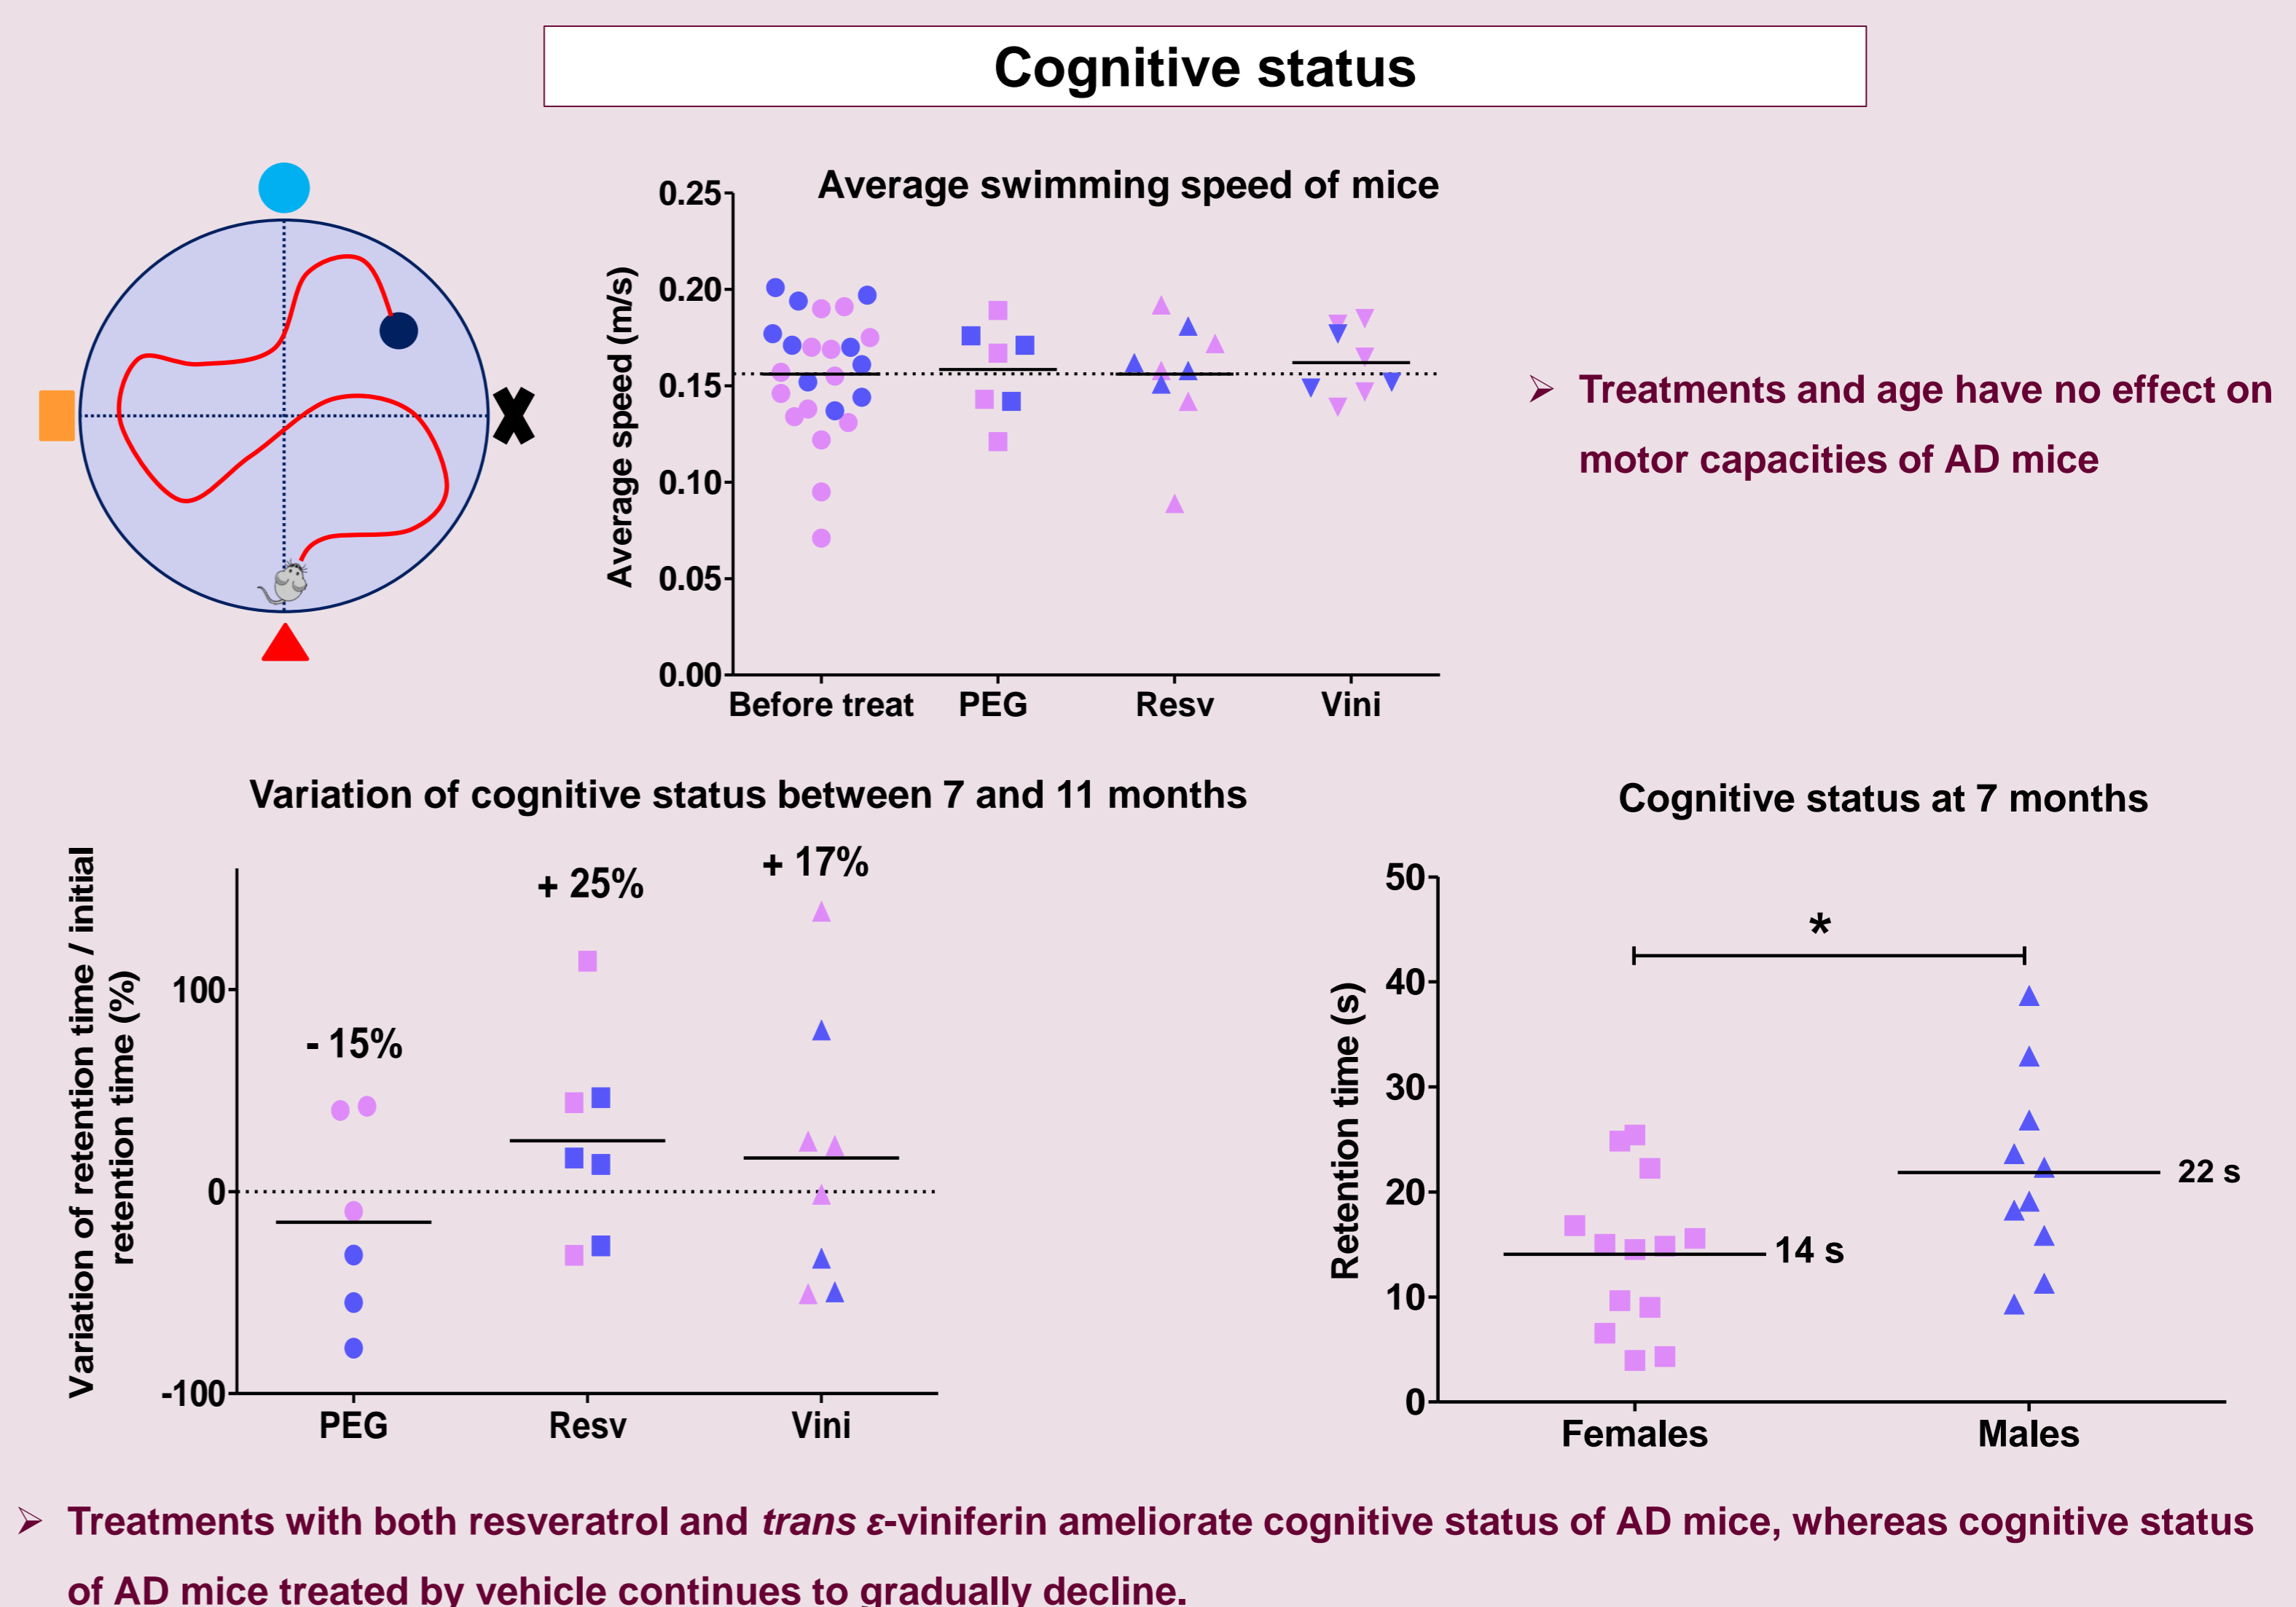 Cognitive status
Average swimming speed of mice
Average speed (m/s)
0.25
0.20
0.15
0.10
0.05
0.00
Before treat PEG Resv Vini
➢ Treatments and age have no effect on
motor capacities of AD mice
Variation of cognitive status between 7 and 11 months
Variation of retention time / initial
retention time (%)
100
0
-100
- 15%
+ 25%
+ 17%
PEG Resv Vini
Cognitive status at 7 months
Retention time (s)
50
40
30
20
10
0
*
14 s
22 s
Females Males
➢ Treatments with both resveratrol and trans ε-viniferin ameliorate cognitive status of AD mice, whereas cognitive status
of AD mice treated by vehicle continues to gradually decline.